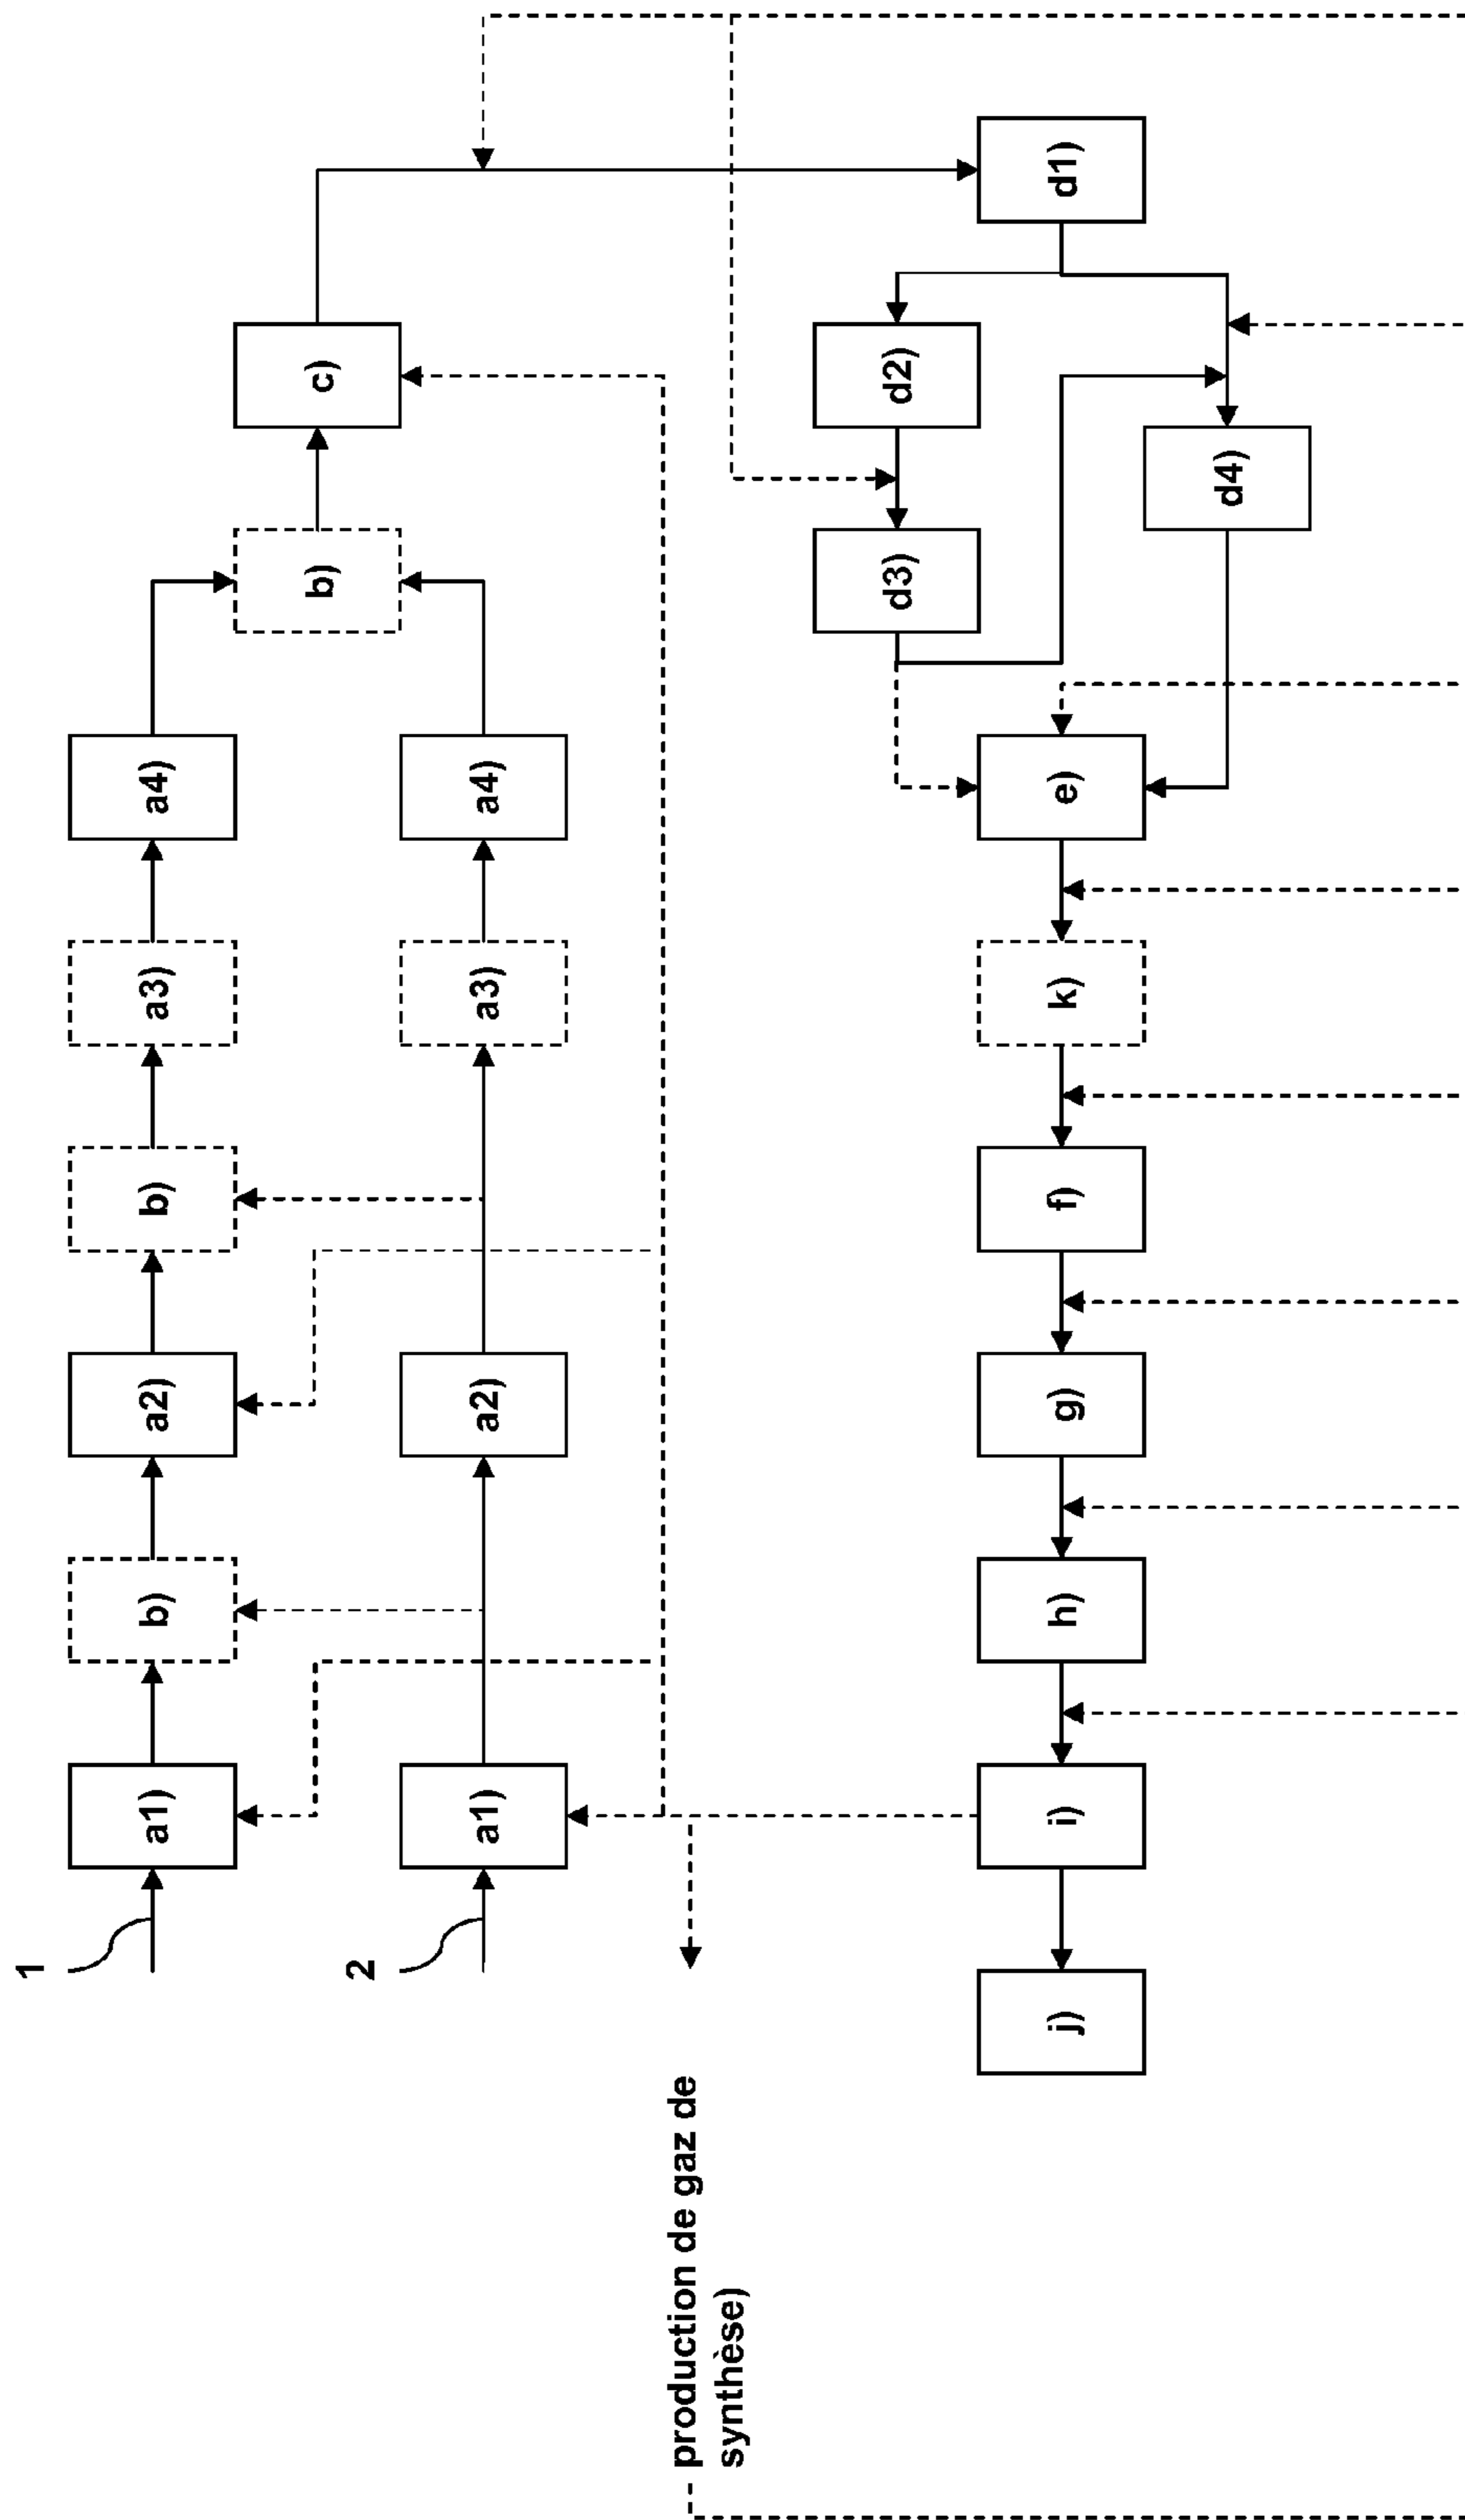 1
a1)
b)
a2)
b)
a3)
a4)
b)
c)
2
a1)
a2)
a3)
a4)
production de gaz de
synthèse)
d3)
d2)
j)
i)
h)
g)
f)
k)
e)
d1)
d4)